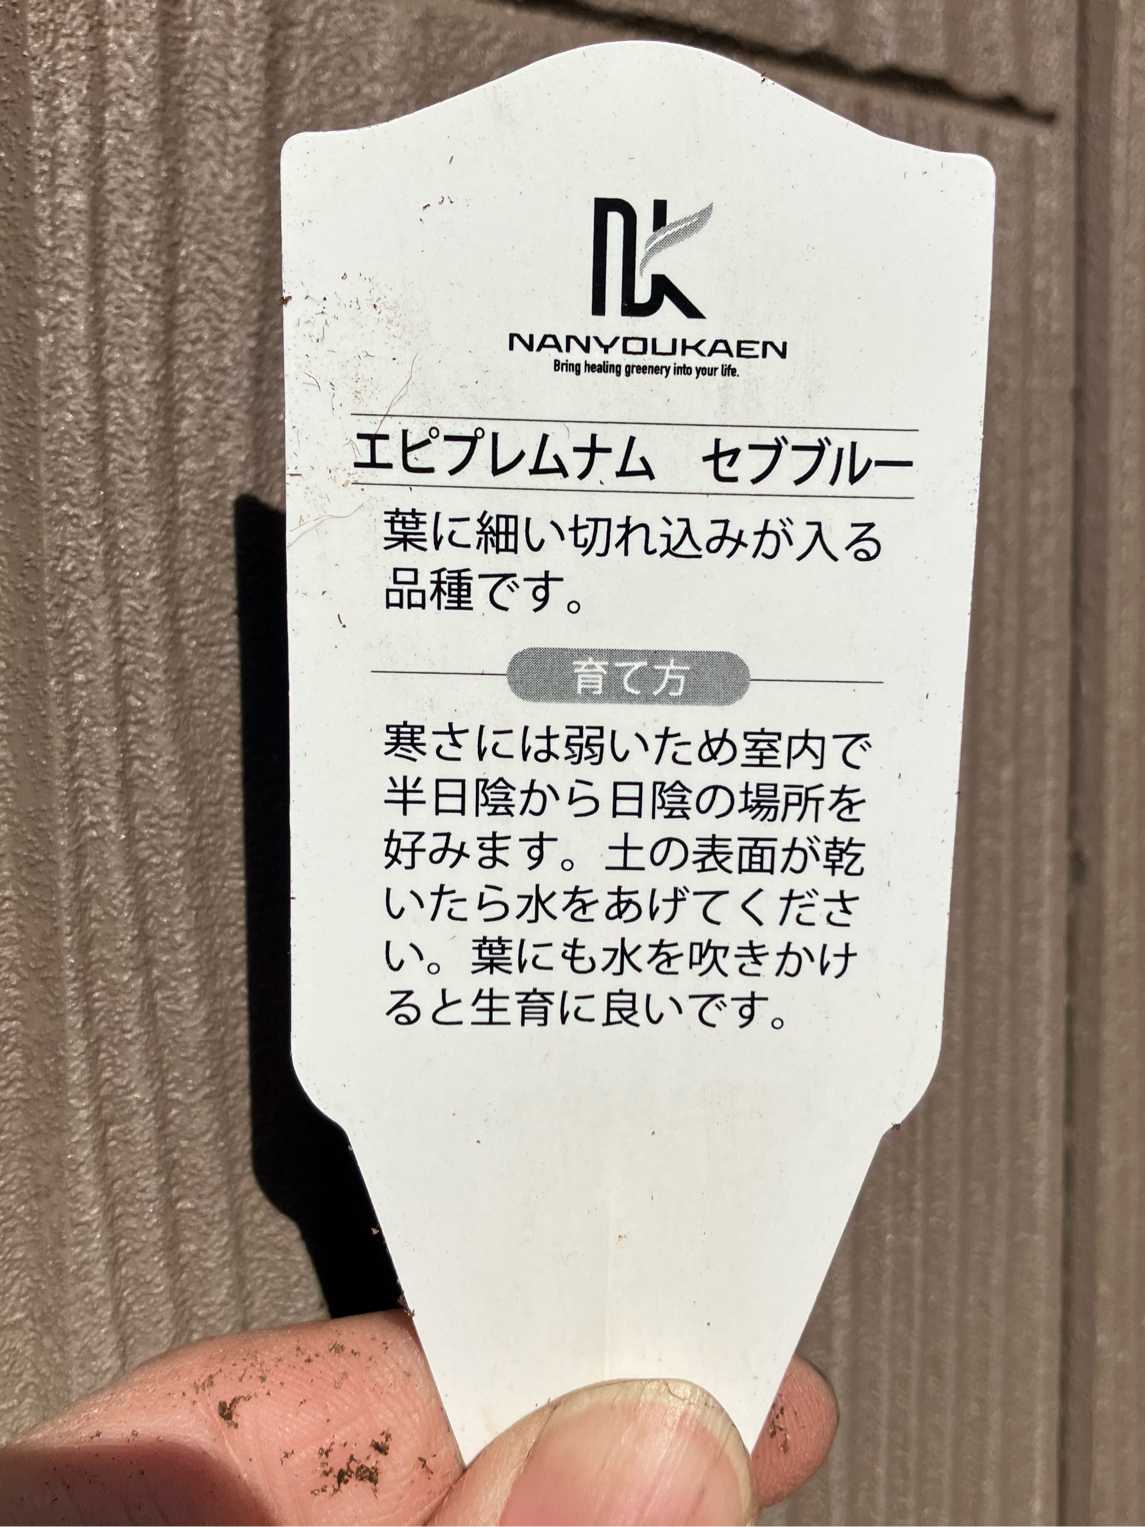 NK
NANYOUKAEN
Bring healing greenery into your life.
エピプレムナム　セブブルー
葉に細い切れ込みが入る
品種です。
育て方
寒さには弱いため室内で
半日陰から日陰の場所を
好みます。土の表面が乾
いたら水をあげてくださ
い。葉にも水を吹きかけ
ると生育に良いです。